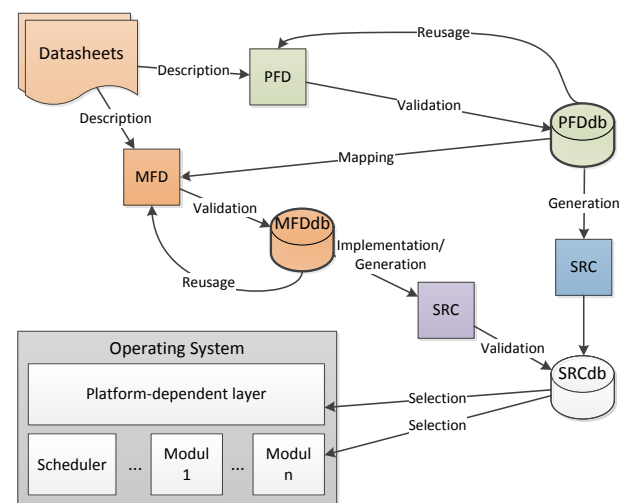 Datasheets
Reusage
Description
PFD
Validation
PFDdb
Description
Mapping
MFD
Validation
Generation
MFDdb
Implementation/
Generation
SRC
Reusage
SRC
Validation
Operating System
SRCdb
Platform-dependent layer
Selection
Selection
Scheduler
...
Modul
1
...
Modul
n